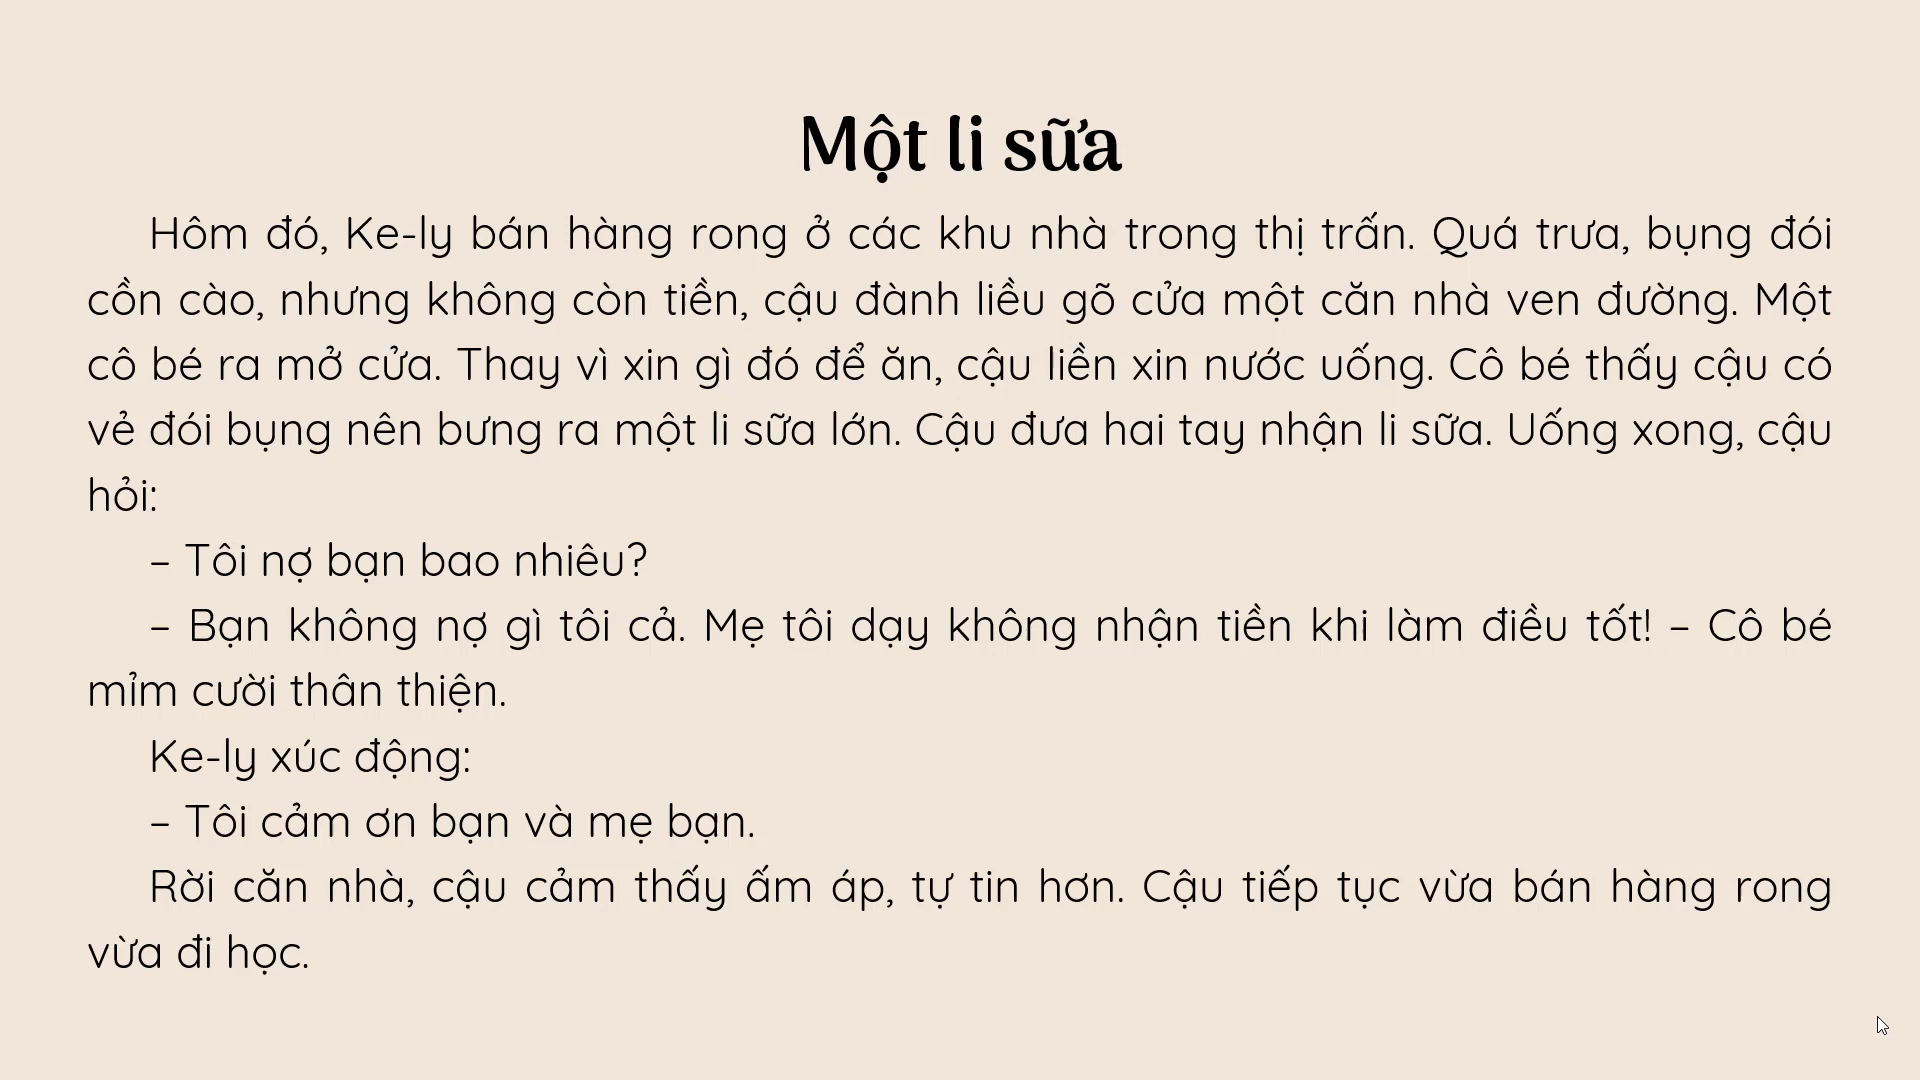 Một li sữa
Hôm đó, Ke-ly bán hàng rong ở các khu nhà trong thị trấn. Quá trưa, bụng đói
cồn cào, nhưng không còn tiền, cậu đành liều gõ cửa một căn nhà ven đường. Một
cô bé ra mở cửa. Thay vì xin gì đó để ăn, cậu liền xin nước uống. Cô bé thấy cậu có
vẻ đói bụng nên bưng ra một li sữa lớn. Cậu đưa hai tay nhận li sữa. Uống xong, cậu
hỏi:
– Tôi nợ bạn bao nhiêu?
– Bạn không nợ gì tôi cả. Mẹ tôi dạy không nhận tiền khi làm điều tốt! – Cô bé
mỉm cười thân thiện.
Ke-ly xúc động:
– Tôi cảm ơn bạn và mẹ bạn.
Rời căn nhà, cậu cảm thấy ấm áp, tự tin hơn. Cậu tiếp tục vừa bán hàng rong
vừa đi học.